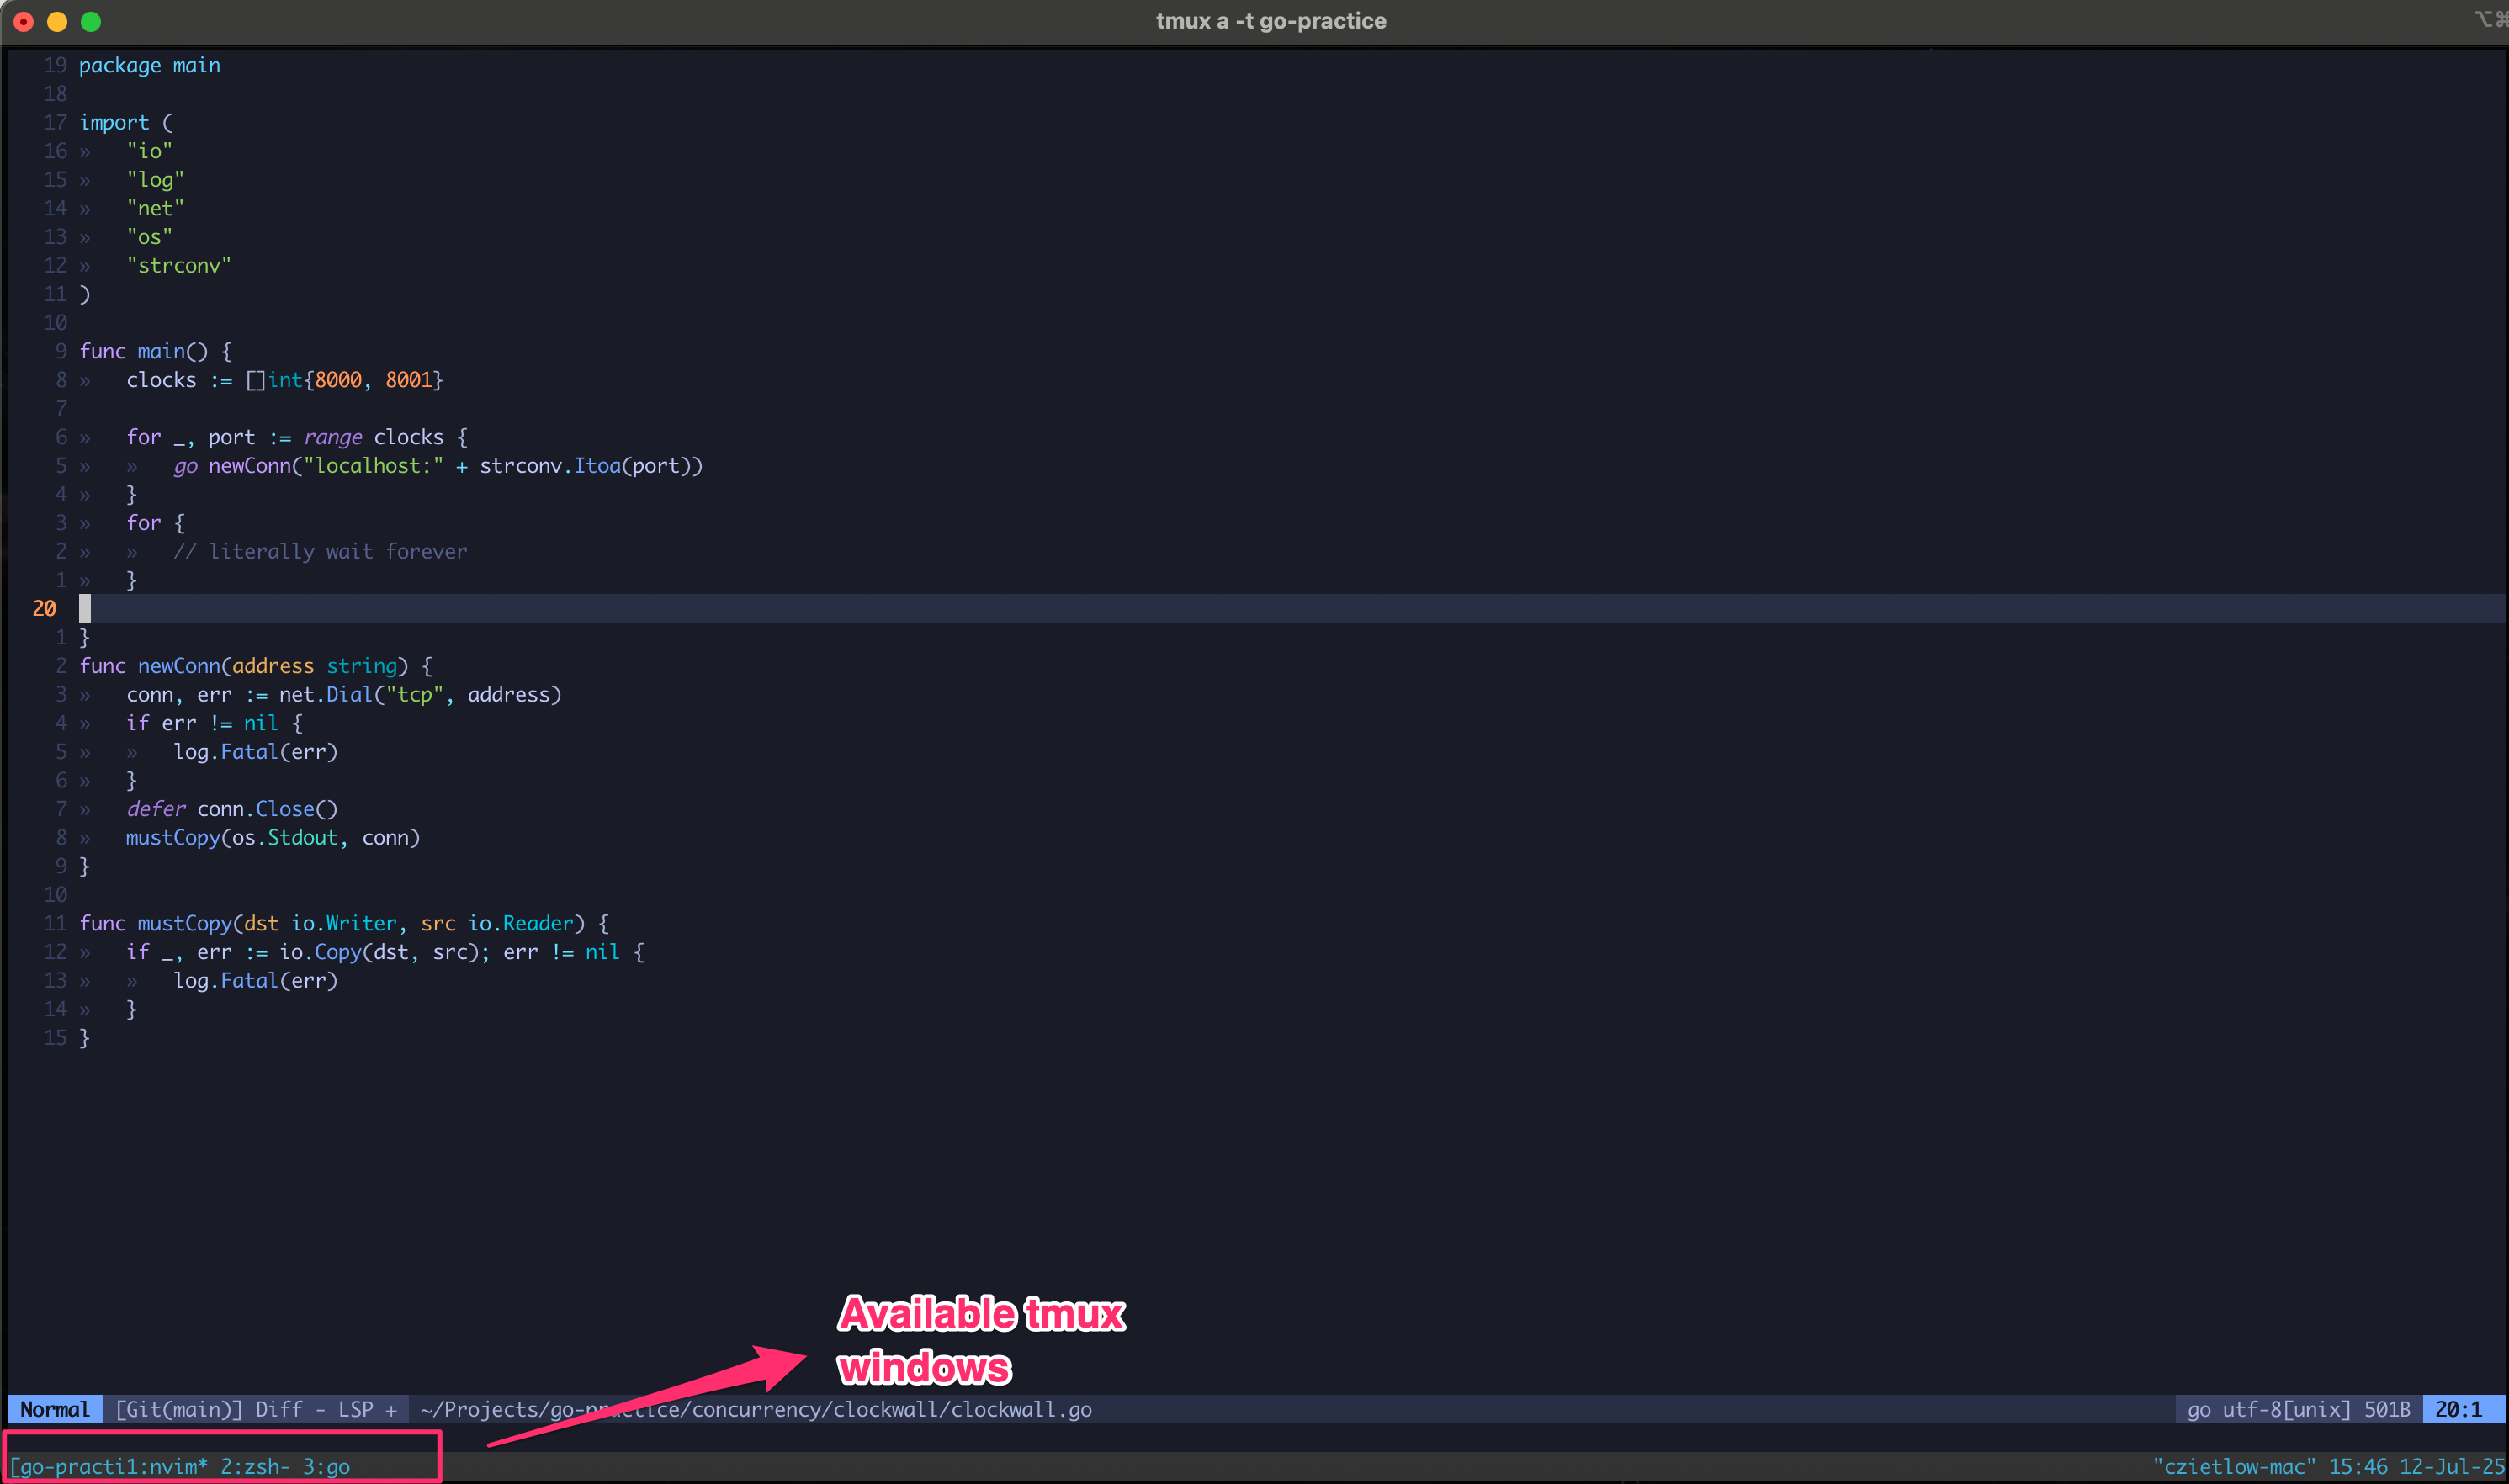 tmux a -t go-practice
⌥⌘
19 package main
18
17 import (
16 »   "io"
15 »   "log"
14 »   "net"
13 »   "os"
12 »   "strconv"
11 )
10
9 func main() {
8 »   clocks := []int{8000, 8001}
7
6 »   for _, port := range clocks {
5 »   »   go newConn("localhost:" + strconv.Itoa(port))
4 »   }
3 »   for {
2 »   »   // literally wait forever
1 »   }
20
1 }
2 func newConn(address string) {
3 »   conn, err := net.Dial("tcp", address)
4 »   if err != nil {
5 »   »   log.Fatal(err)
6 »   }
7 »   defer conn.Close()
8 »   mustCopy(os.Stdout, conn)
9 }
10
11 func mustCopy(dst io.Writer, src io.Reader) {
12 »   if _, err := io.Copy(dst, src); err != nil {
13 »   »   log.Fatal(err)
14 »   }
15 }
Available tmux
windows
Normal [Git(main)] Diff - LSP + ~/Projects/go-practice/concurrency/clockwall/clockwall.go go utf-8[unix] 501B 20:1
[go-practi1:nvim* 2:zsh- 3:go "czietlow-mac" 15:46 12-Jul-25